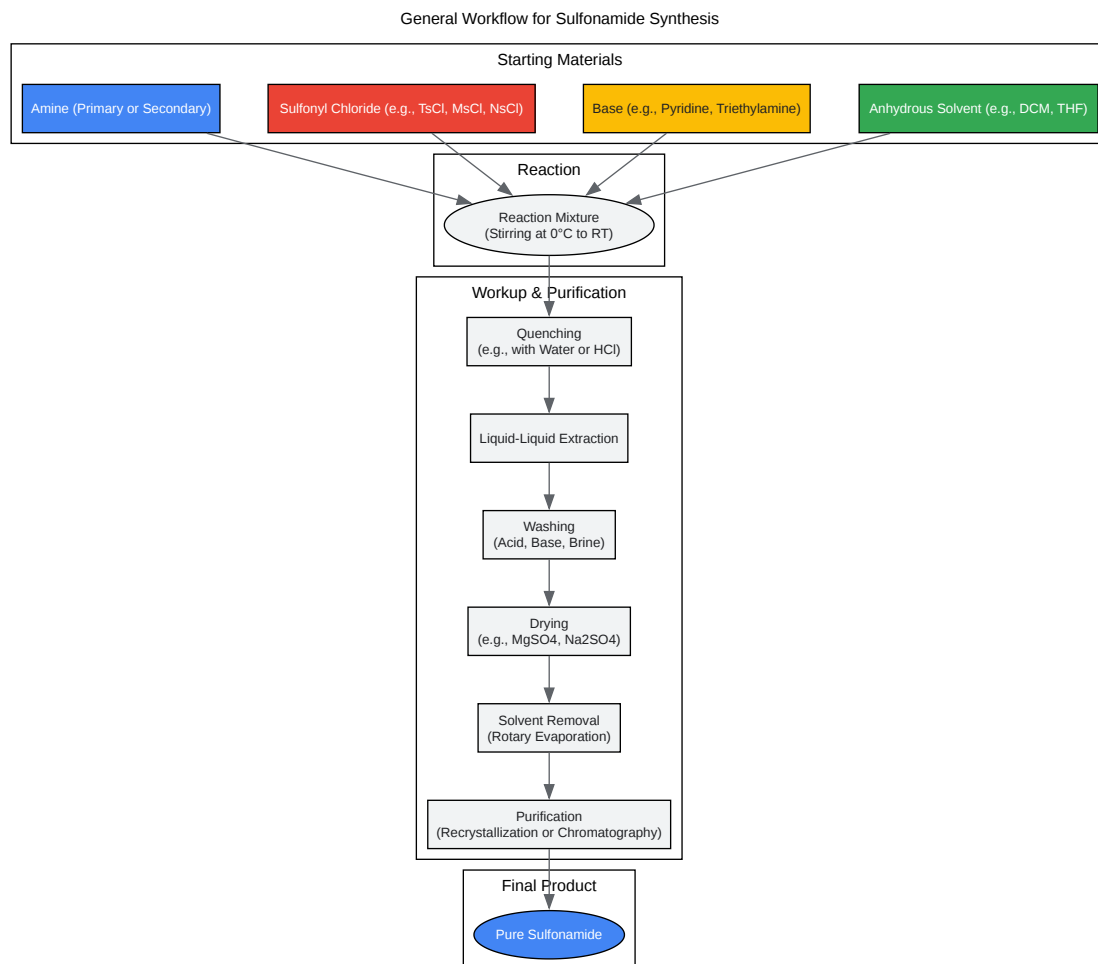 General Workflow for Sulfonamide Synthesis
Starting Materials
Amine (Primary or Secondary)
Sulfonyl Chloride (e.g., TsCl, MsCl, NsCl)
Base (e.g., Pyridine, Triethylamine)
Anhydrous Solvent (e.g., DCM, THF)
Reaction
Reaction Mixture
(Stirring at 0°C to RT)
Workup & Purification
Quenching
(e.g., with Water or HCl)
Liquid-Liquid Extraction
Washing
(Acid, Base, Brine)
Drying
(e.g., MgSO4, Na2SO4)
Solvent Removal
(Rotary Evaporation)
Purification
(Recrystallization or Chromatography)
Final Product
Pure Sulfonamide